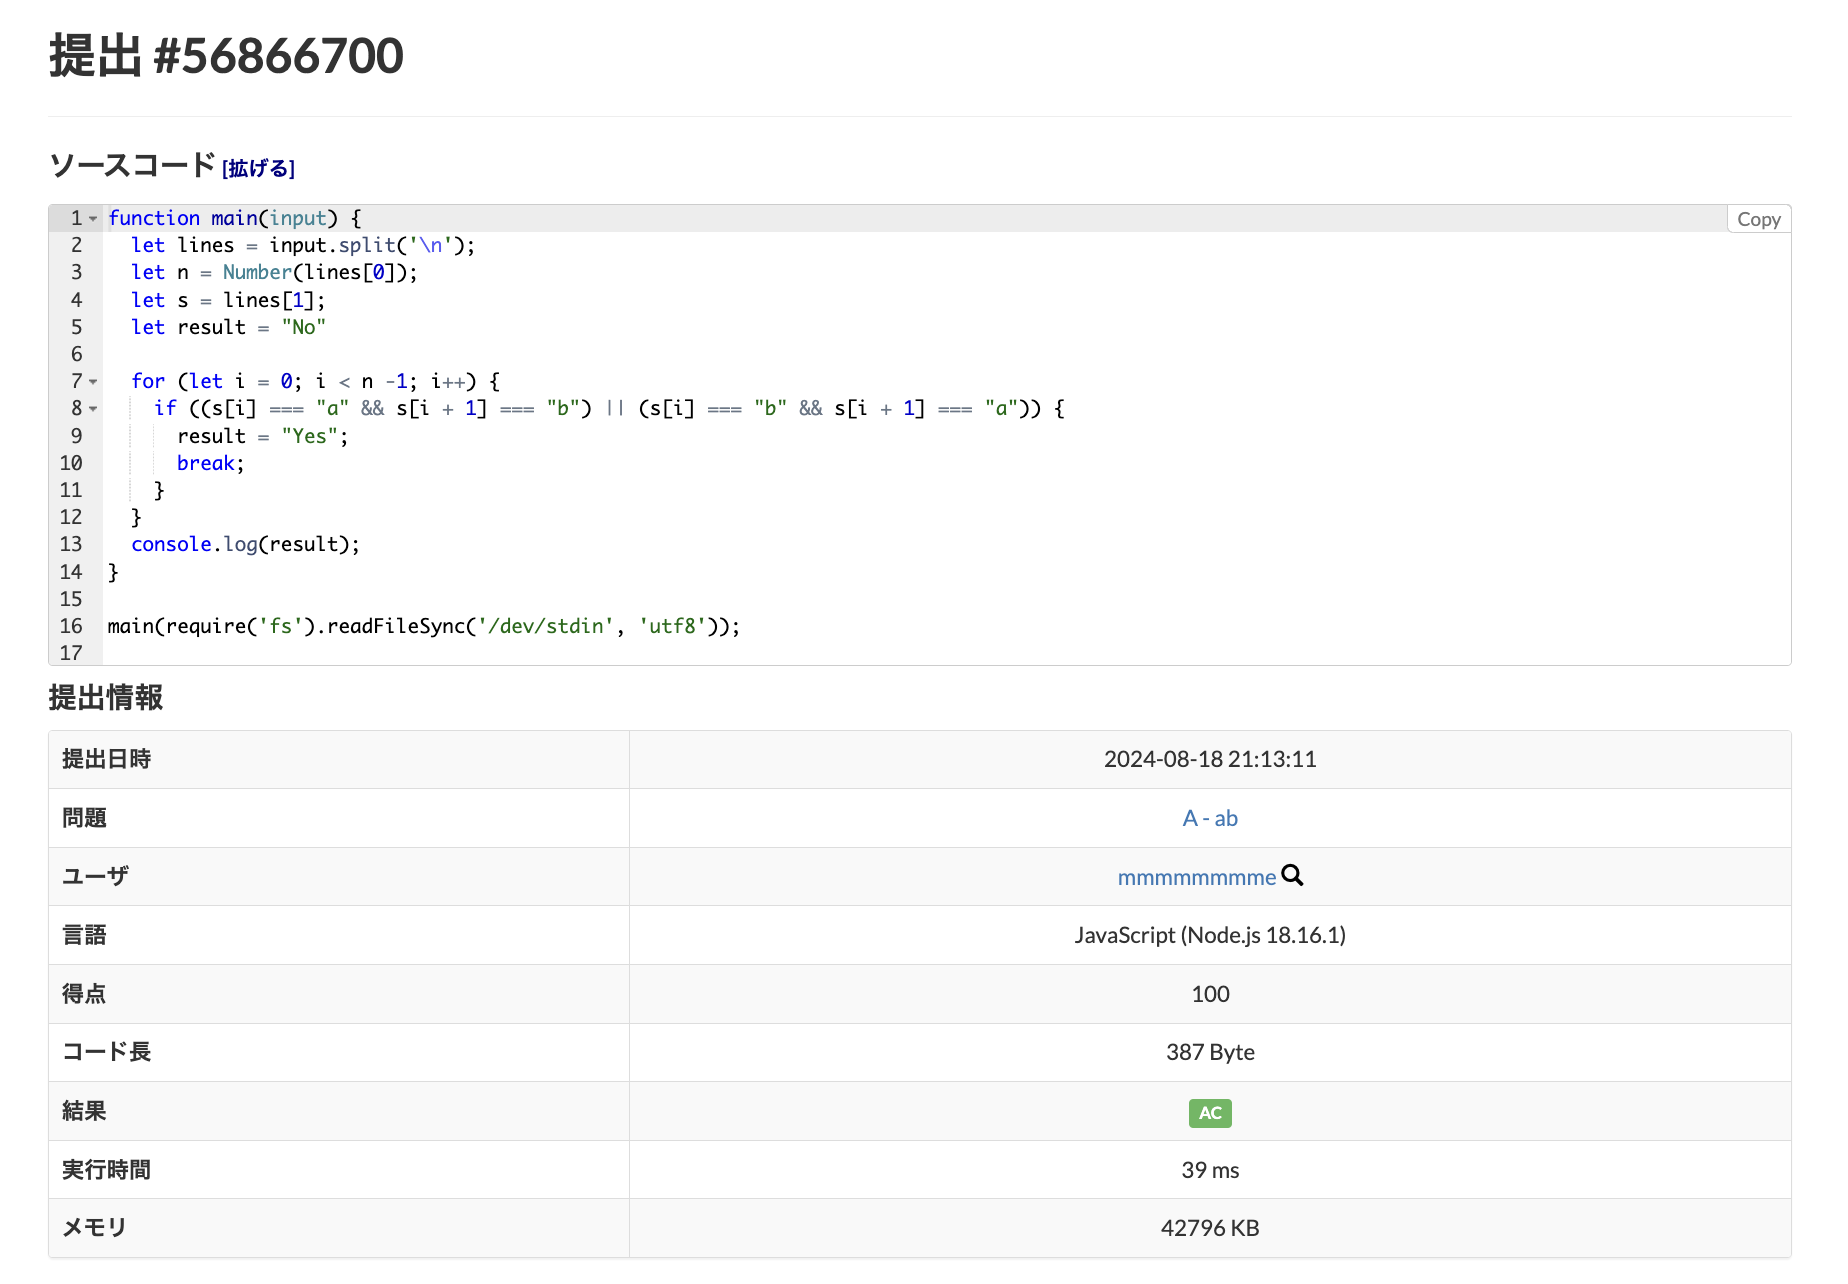 提出 #56866700
ソースコード [拡げる]
Copy
1 function main(input) {
2   let lines = input.split('\n');
3   let n = Number(lines[0]);
4   let s = lines[1];
5   let result = "No"
6
7   for (let i = 0; i < n -1; i++) {
8     if ((s[i] === "a" && s[i + 1] === "b") || (s[i] === "b" && s[i + 1] === "a")) {
9       result = "Yes";
10       break;
11     }
12   }
13   console.log(result);
14 }
15
16 main(require('fs').readFileSync('/dev/stdin', 'utf8'));
17
提出情報
提出日時 2024-08-18 21:13:11
問題 A - ab
ユーザ mmmmmmmme
言語 JavaScript (Node.js 18.16.1)
得点 100
コード長 387 Byte
結果 AC
実行時間 39 ms
メモリ 42796 KB